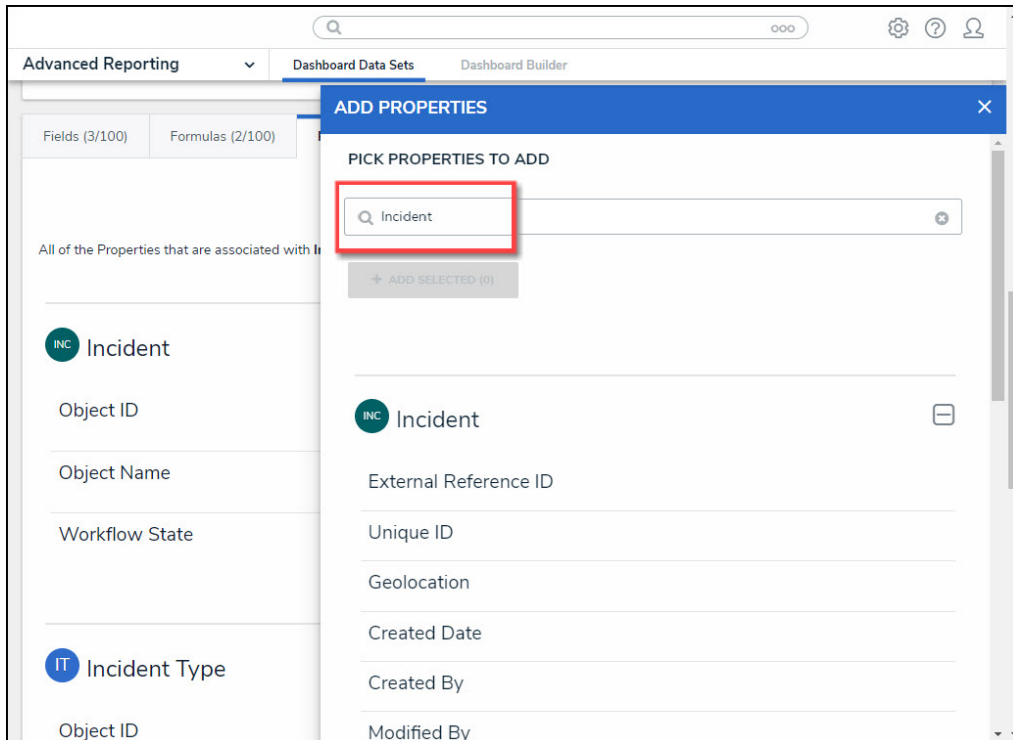 ooo
Advanced Reporting
Dashboard Data Sets
Dashboard Builder
Fields (3/100)
Formulas (2/100)
All of the Properties that are associated with
INC Incident
Object ID
Object Name
Workflow State
IT Incident Type
Object ID
ADD PROPERTIES
PICK PROPERTIES TO ADD
Incident
+ ADD SELECTED (0)
INC Incident
External Reference ID
Unique ID
Geolocation
Created Date
Created By
Modified By